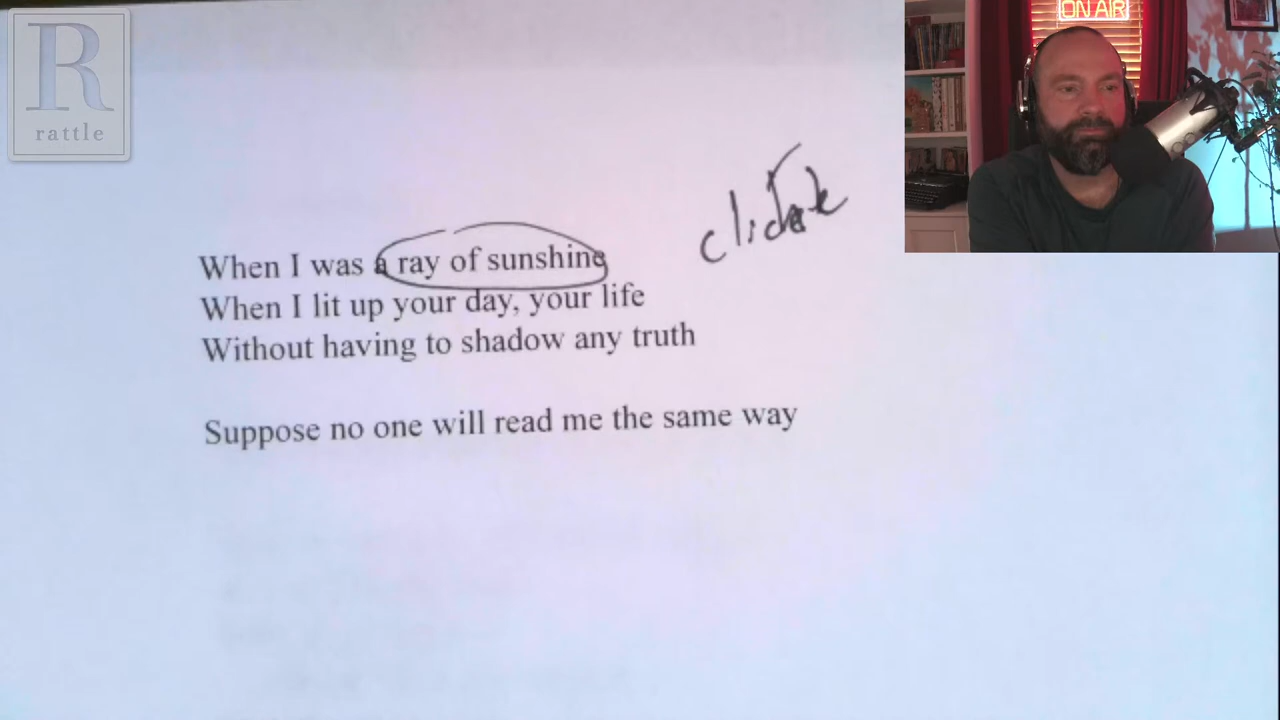 R
rattle
ON AIR
cliché
When I was a ray of sunshine
When I lit up your day, your life
Without having to shadow any truth
Suppose no one will read me the same way